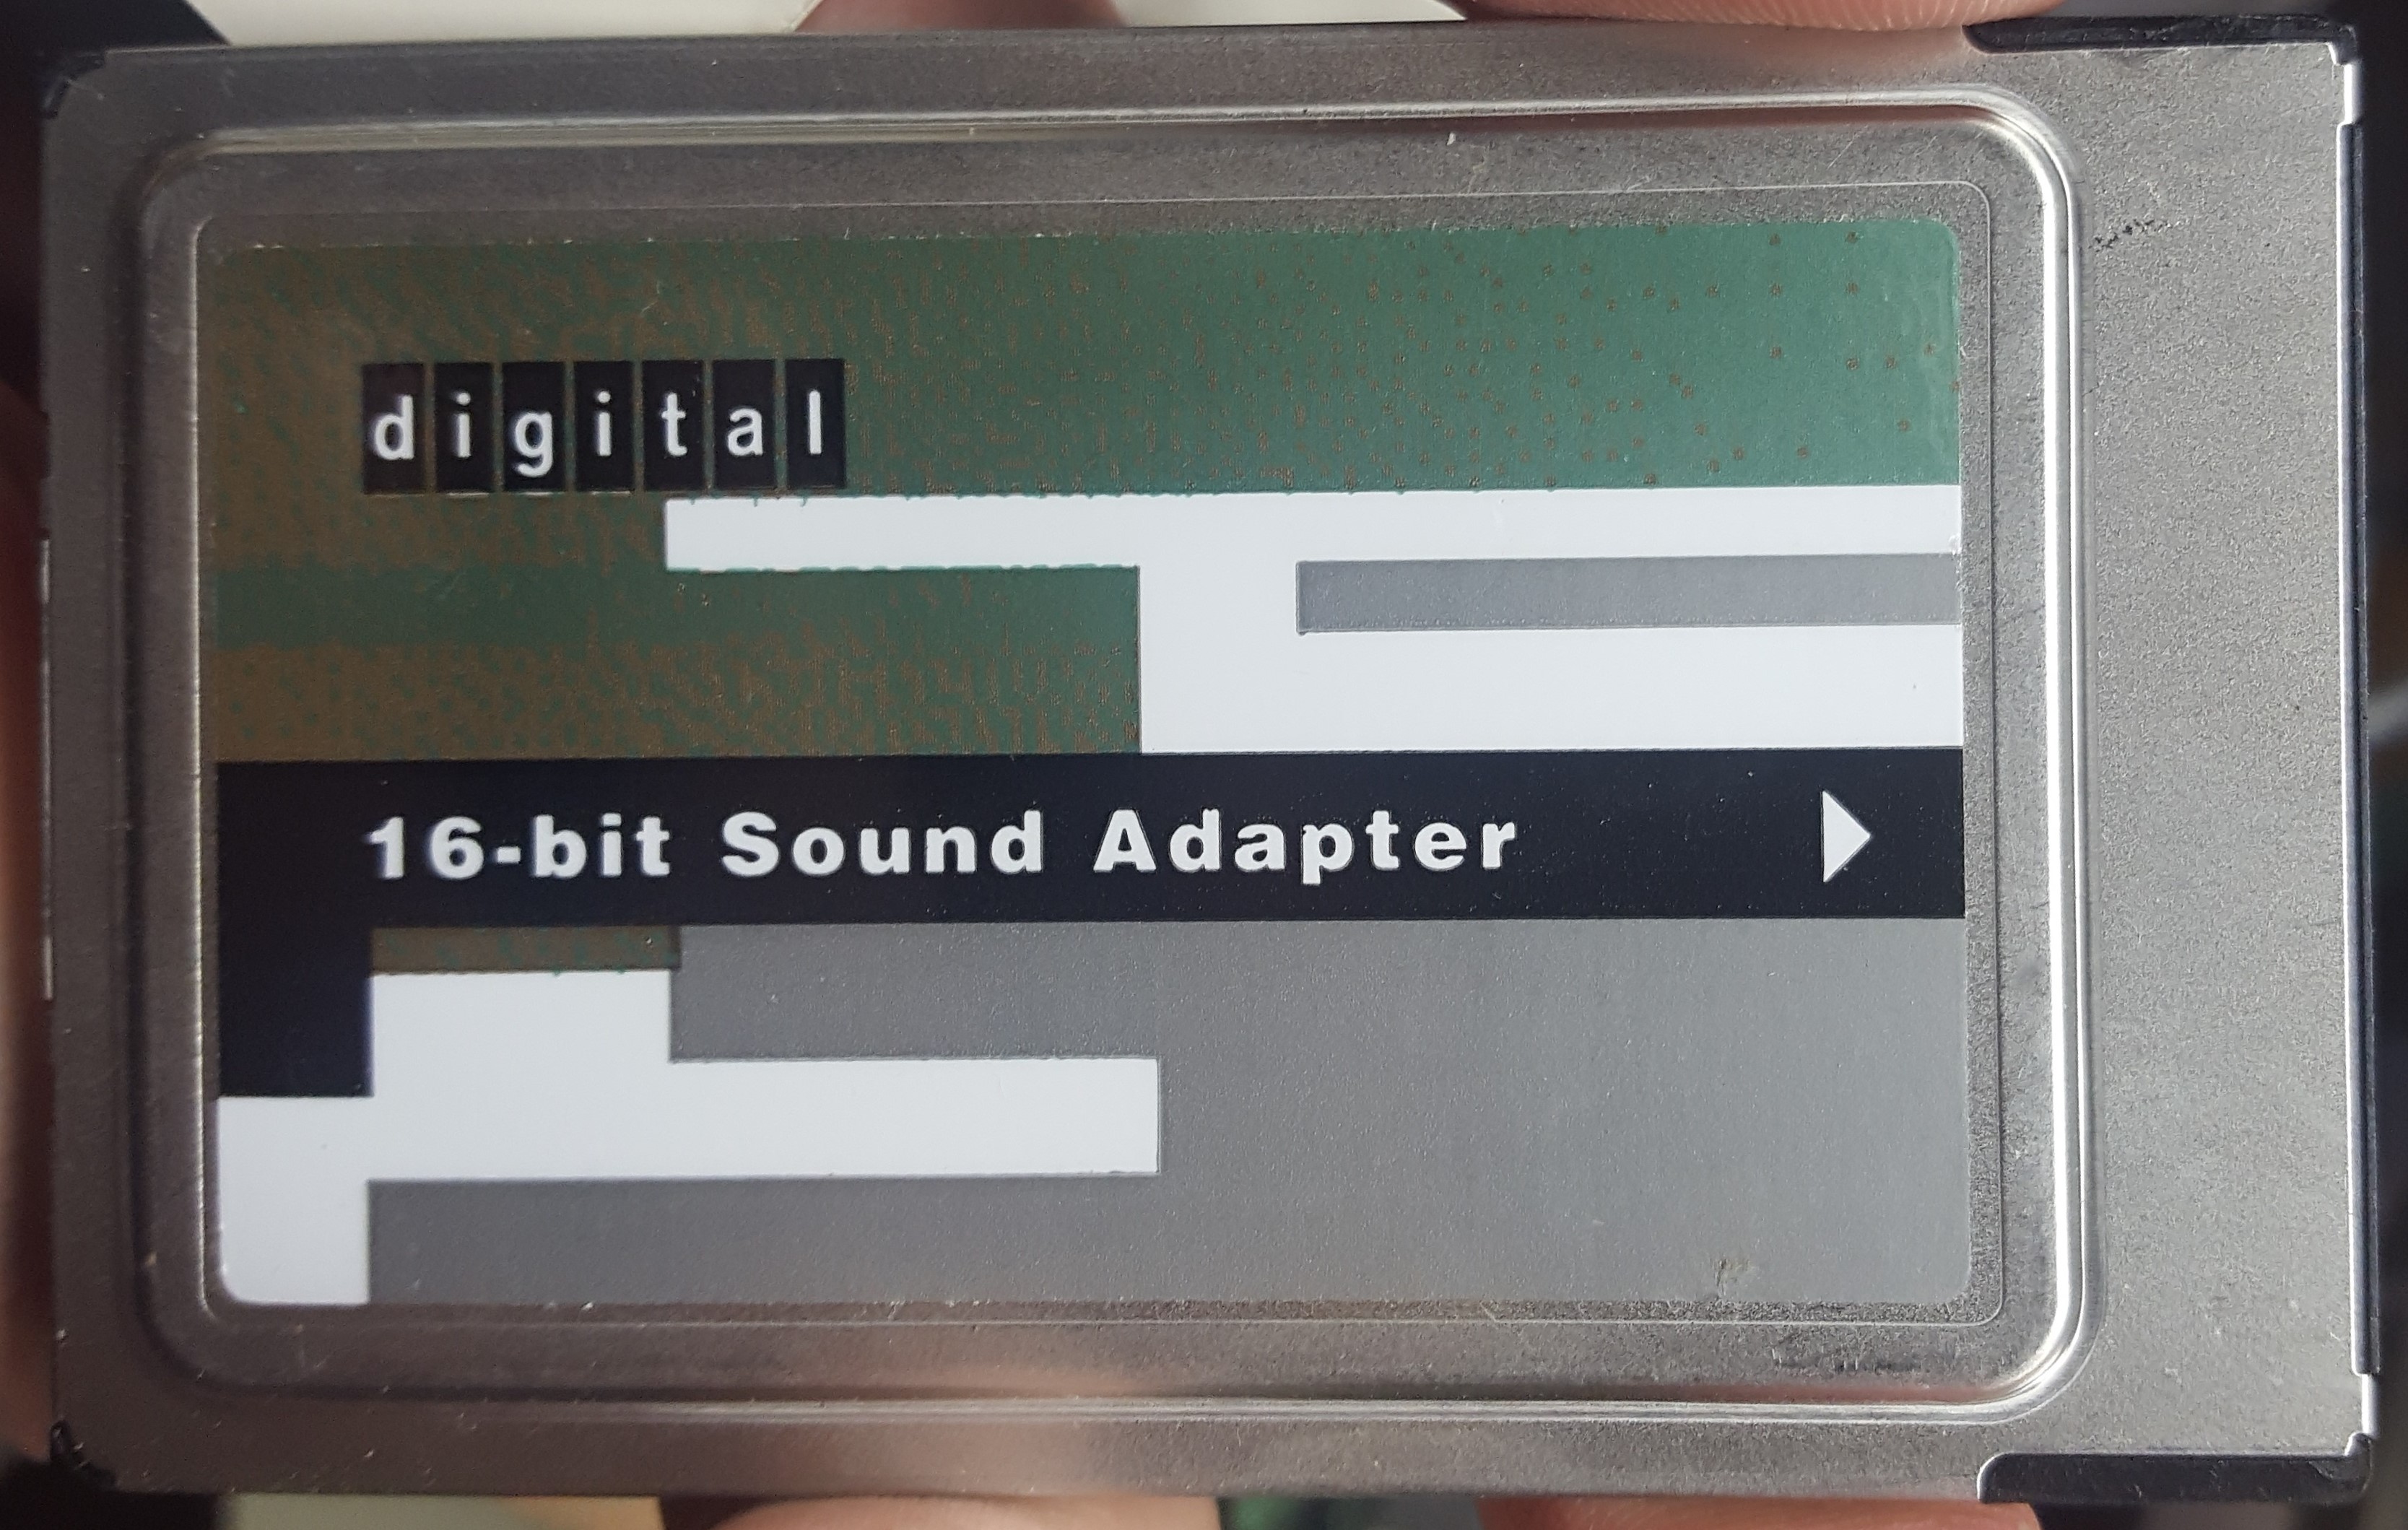 digital
16-bit Sound Adapter